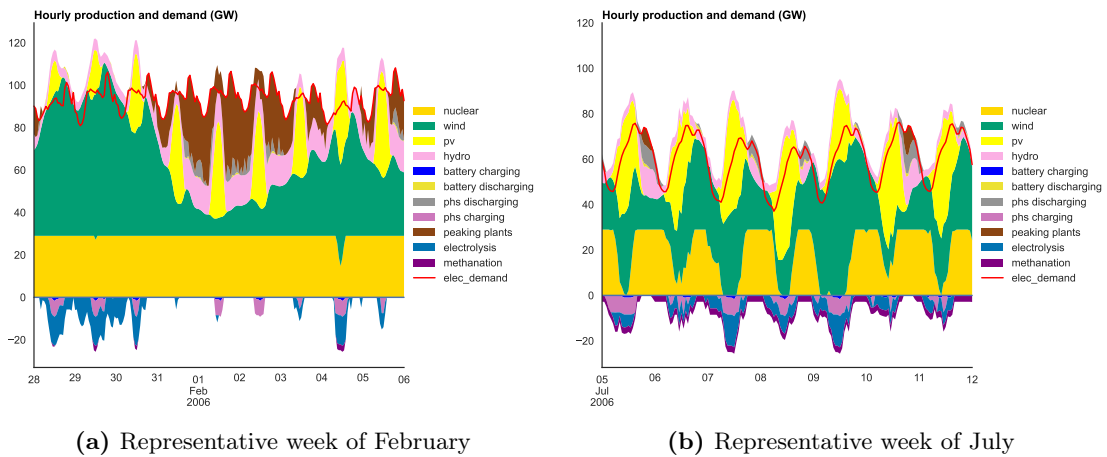 Hourly production and demand (GW)
120
100
80
60
40
20
0
−20
28
29
30
31
01
02
03
04
05
06
Feb
2006
nuclear
wind
pv
hydro
battery charging
battery discharging
phs discharging
phs charging
peaking plants
electrolysis
methanation
elec_demand
(a) Representative week of February
Hourly production and demand (GW)
120
100
80
60
40
20
0
−20
05
06
07
08
09
10
11
12
Jul
2006
nuclear
wind
pv
hydro
battery charging
battery discharging
phs discharging
phs charging
peaking plants
electrolysis
methanation
elec_demand
(b) Representative week of July